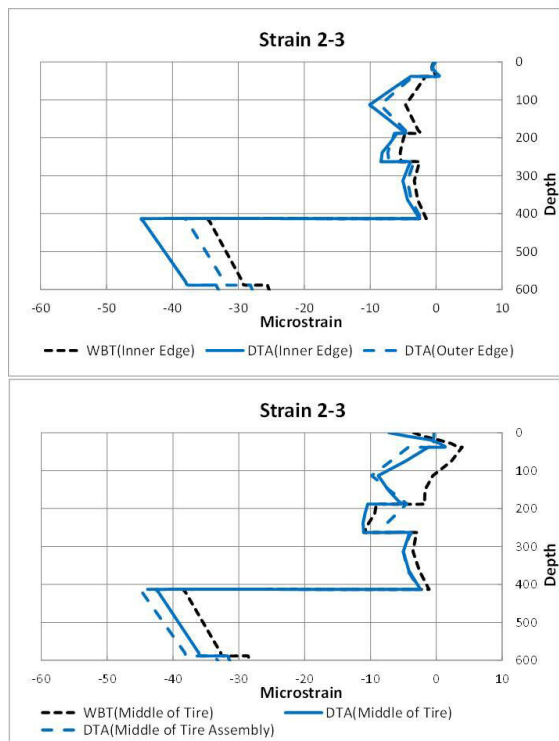 Strain 2-3
0
100
200
300
400
500
600
Depth
-60 -50 -40 -30 -20 -10 0 10
Microstrain
WBT(Inner Edge) DTA(Inner Edge) DTA(Outer Edge)
Strain 2-3
0
100
200
300
400
500
600
Depth
-60 -50 -40 -30 -20 -10 0 10
Microstrain
WBT(Middle of Tire) DTA(Middle of Tire)
DTA(Middle of Tire Assembly)